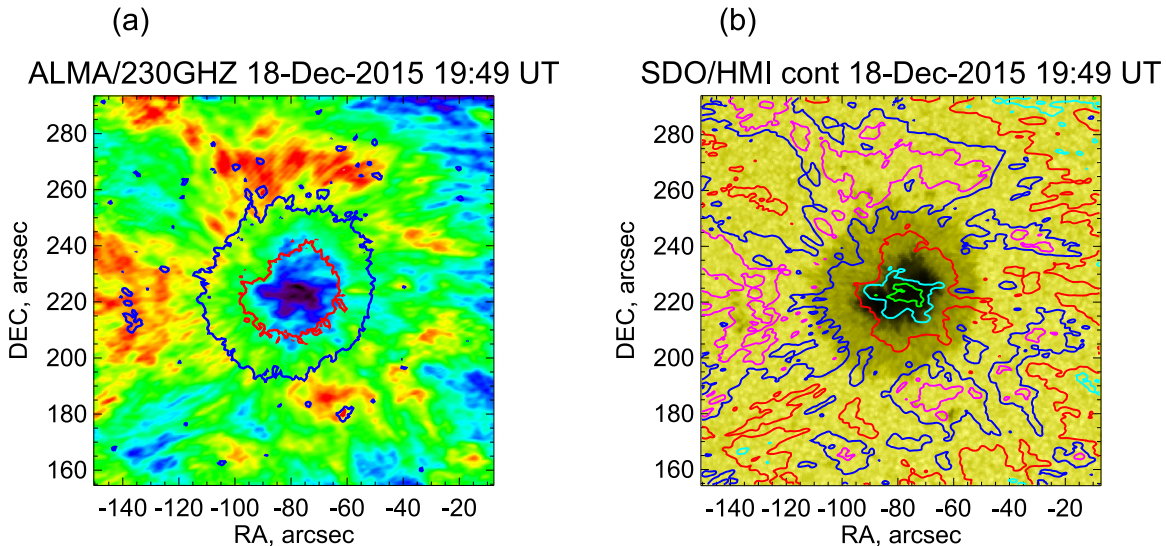 (a)
(b)
ALMA/230GHZ 18-Dec-2015 19:49 UT
SDO/HMI cont 18-Dec-2015 19:49 UT
280
260
240
220
200
180
160
DEC, arcsec
-140 -120 -100 -80 -60 -40 -20
RA, arcsec
280
260
240
220
200
180
160
DEC, arcsec
-140 -120 -100 -80 -60 -40 -20
RA, arcsec